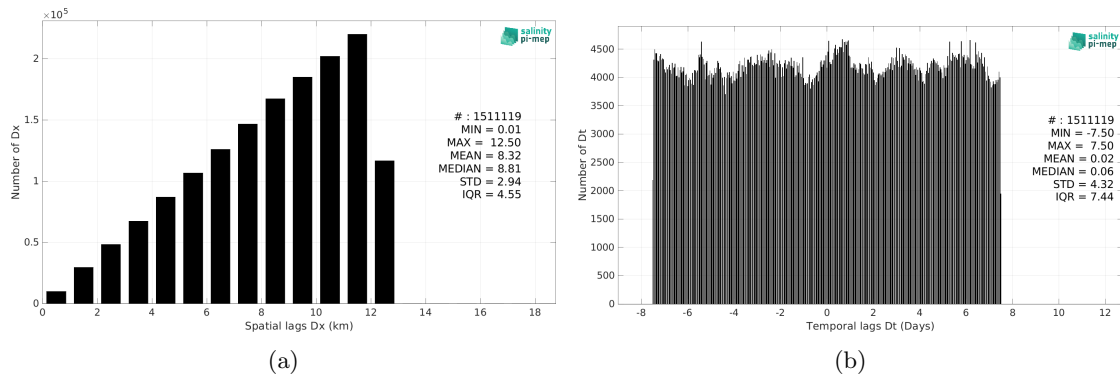 ×10⁵
2
1.5
1
0.5
0
Number of Dx
0 2 4 6 8 10 12 14 16 18
Spatial lags Dx (km)
salinity
pi-mep
# : 1511119
MIN = 0.01
MAX = 12.50
MEAN = 8.32
MEDIAN = 8.81
STD = 2.94
IQR = 4.55
(a)
4500
4000
3500
3000
2500
2000
1500
1000
500
0
Number of Dt
-8 -6 -4 -2 0 2 4 6 8 10 12
Temporal lags Dt (Days)
salinity
pi-mep
# : 1511119
MIN = -7.50
MAX = 7.50
MEAN = 0.02
MEDIAN = 0.06
STD = 4.32
IQR = 7.44
(b)